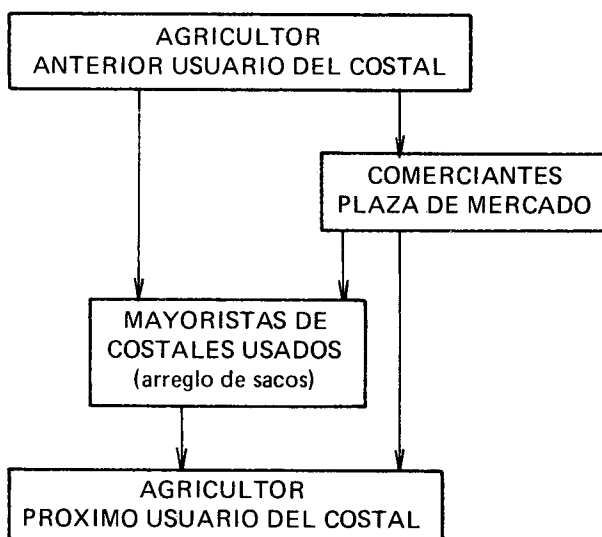 AGRICULTOR
ANTERIOR USUARIO DEL COSTAL
COMERCIANTES
PLAZA DE MERCADO
MAYORISTAS DE
COSTALES USADOS
(arreglo de sacos)
AGRICULTOR
PROXIMO USUARIO DEL COSTAL